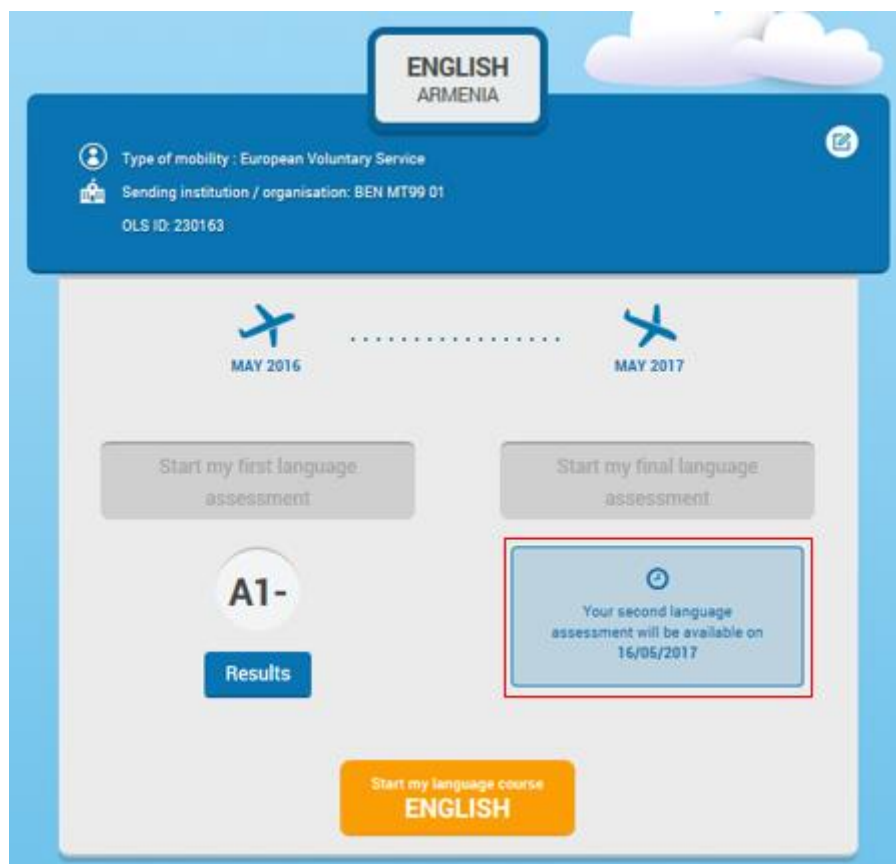 ENGLISH
ARMENIA
Type of mobility : European Voluntary Service
Sending institution / organisation: BEN MT99 01
OLS ID: 230163
MAY 2016
MAY 2017
Start my first language
assessment
Start my final language
assessment
A1-
Results
Your second language
assessment will be available on
16/05/2017
Start my language course
ENGLISH